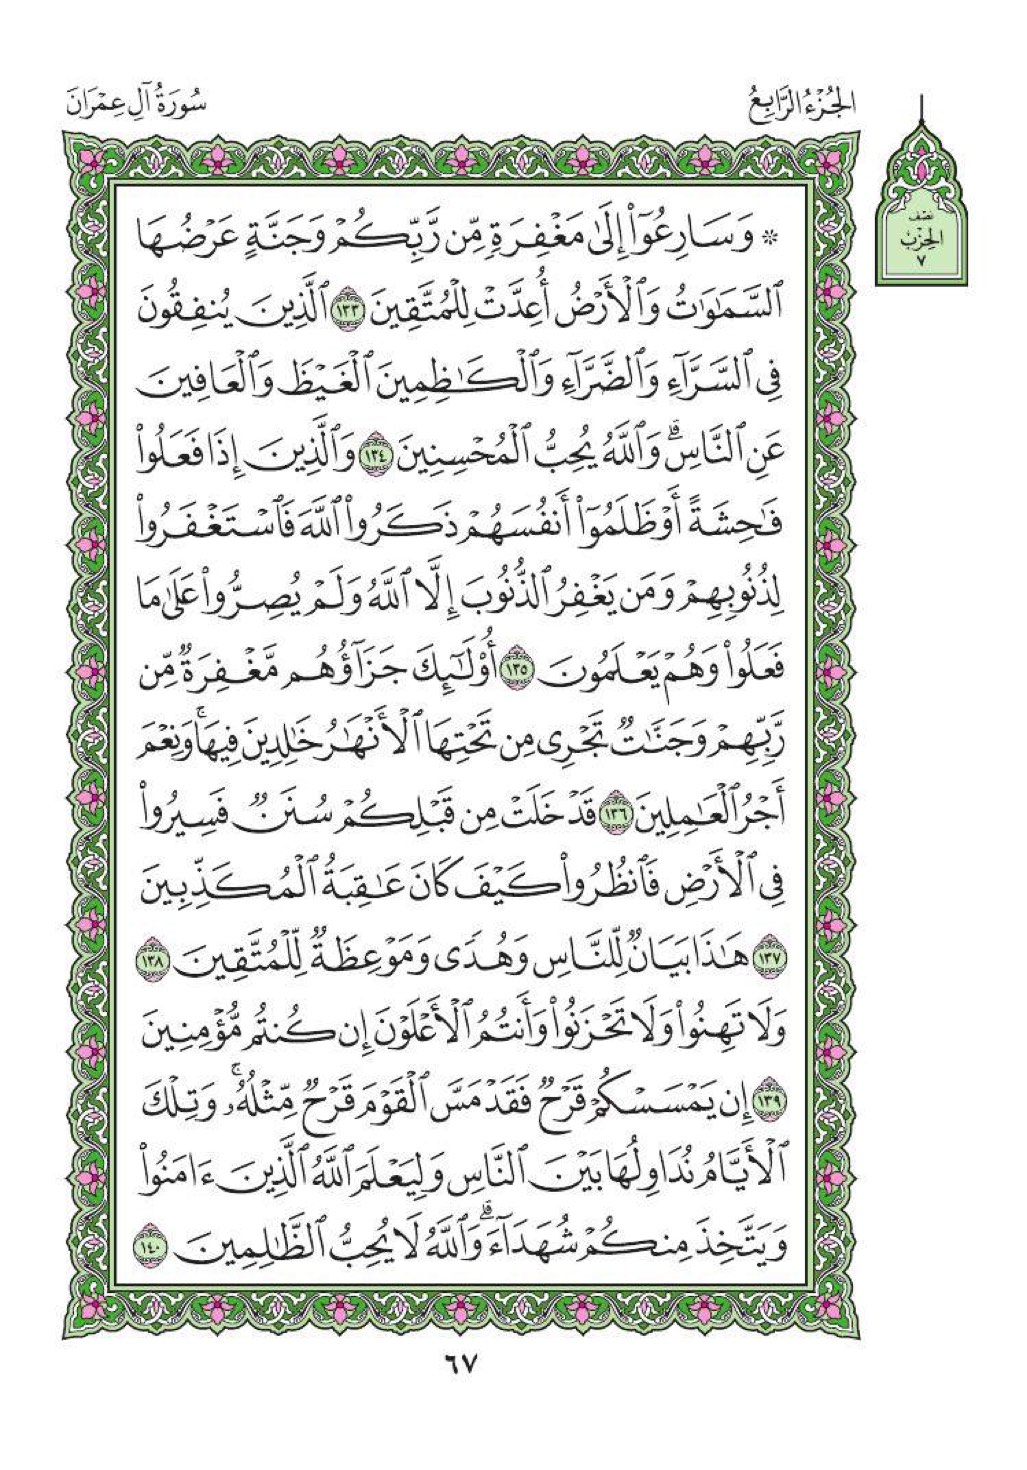 الجُزْءُ الرَّابِعُ
سُورَةُ آلِ عِمْرَانَ
نصف
الحِزْب
٧
* وَسَارِعُوٓاْ إِلَىٰ مَغْفِرَةٖ مِّن رَّبِّكُمْ وَجَنَّةٍ عَرْضُهَا
ٱلسَّمَٰوَٰتُ وَٱلْأَرْضُ أُعِدَّتْ لِلْمُتَّقِينَ ١٣٣ ٱلَّذِينَ يُنفِقُونَ
فِي ٱلسَّرَّآءِ وَٱلضَّرَّآءِ وَٱلْكَٰظِمِينَ ٱلْغَيْظَ وَٱلْعَافِينَ
عَنِ ٱلنَّاسِۗ وَٱللَّهُ يُحِبُّ ٱلْمُحْسِنِينَ ١٣٤ وَٱلَّذِينَ إِذَا فَعَلُواْ
فَٰحِشَةً أَوْ ظَلَمُوٓاْ أَنفُسَهُمْ ذَكَرُواْ ٱللَّهَ فَٱسْتَغْفَرُواْ
لِذُنُوبِهِمْ وَمَن يَغْفِرُ ٱلذُّنُوبَ إِلَّا ٱللَّهُ وَلَمْ يُصِرُّواْ عَلَىٰ مَا
فَعَلُواْ وَهُمْ يَعْلَمُونَ ١٣٥ أُوْلَٰٓئِكَ جَزَآؤُهُم مَّغْفِرَةٞ مِّن
رَّبِّهِمْ وَجَنَّٰتٞ تَجْرِي مِن تَحْتِهَا ٱلْأَنْهَٰرُ خَٰلِدِينَ فِيهَاۚ وَنِعْمَ
أَجْرُ ٱلْعَٰمِلِينَ ١٣٦ قَدْ خَلَتْ مِن قَبْلِكُمْ سُنَنٞ فَسِيرُواْ
فِي ٱلْأَرْضِ فَٱنظُرُواْ كَيْفَ كَانَ عَٰقِبَةُ ٱلْمُكَذِّبِينَ
١٣٧ هَٰذَا بَيَانٞ لِّلنَّاسِ وَهُدٗى وَمَوْعِظَةٞ لِّلْمُتَّقِينَ ١٣٨
وَلَا تَهِنُواْ وَلَا تَحْزَنُواْ وَأَنتُمُ ٱلْأَعْلَوْنَ إِن كُنتُم مُّؤْمِنِينَ
١٣٩ إِن يَمْسَسْكُمْ قَرْحٞ فَقَدْ مَسَّ ٱلْقَوْمَ قَرْحٞ مِّثْلُهُۥۚ وَتِلْكَ
ٱلْأَيَّامُ نُدَاوِلُهَا بَيْنَ ٱلنَّاسِ وَلِيَعْلَمَ ٱللَّهُ ٱلَّذِينَ ءَامَنُواْ
وَيَتَّخِذَ مِنكُمْ شُهَدَآءَۗ وَٱللَّهُ لَا يُحِبُّ ٱلظَّٰلِمِينَ ١٤٠
٦٧